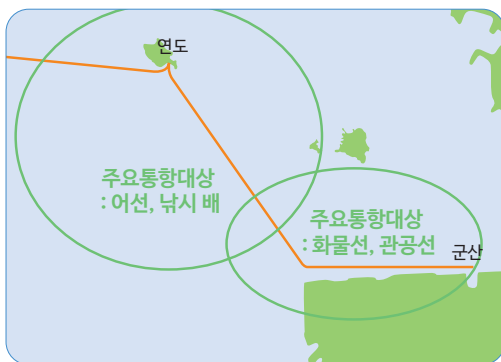 연도
주요통항대상
: 어선, 낚시 배
주요통항대상
: 화물선, 관공선
군산